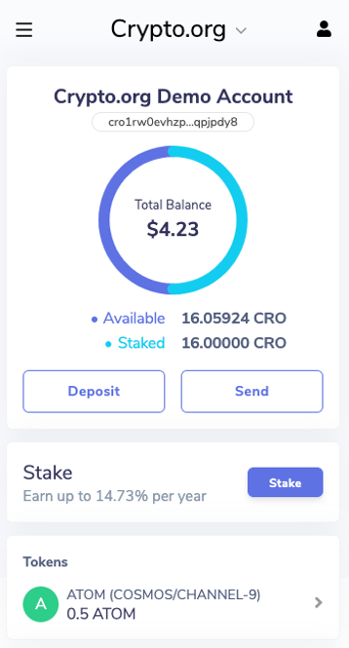 Crypto.org
Crypto.org Demo Account
cro1rw0evhzp...qpjpdy8
Total Balance
$4.23
• Available 16.05924 CRO
• Staked 16.00000 CRO
Deposit Send
Stake
Earn up to 14.73% per year
Stake
Tokens
A
ATOM (COSMOS/CHANNEL-9)
0.5 ATOM